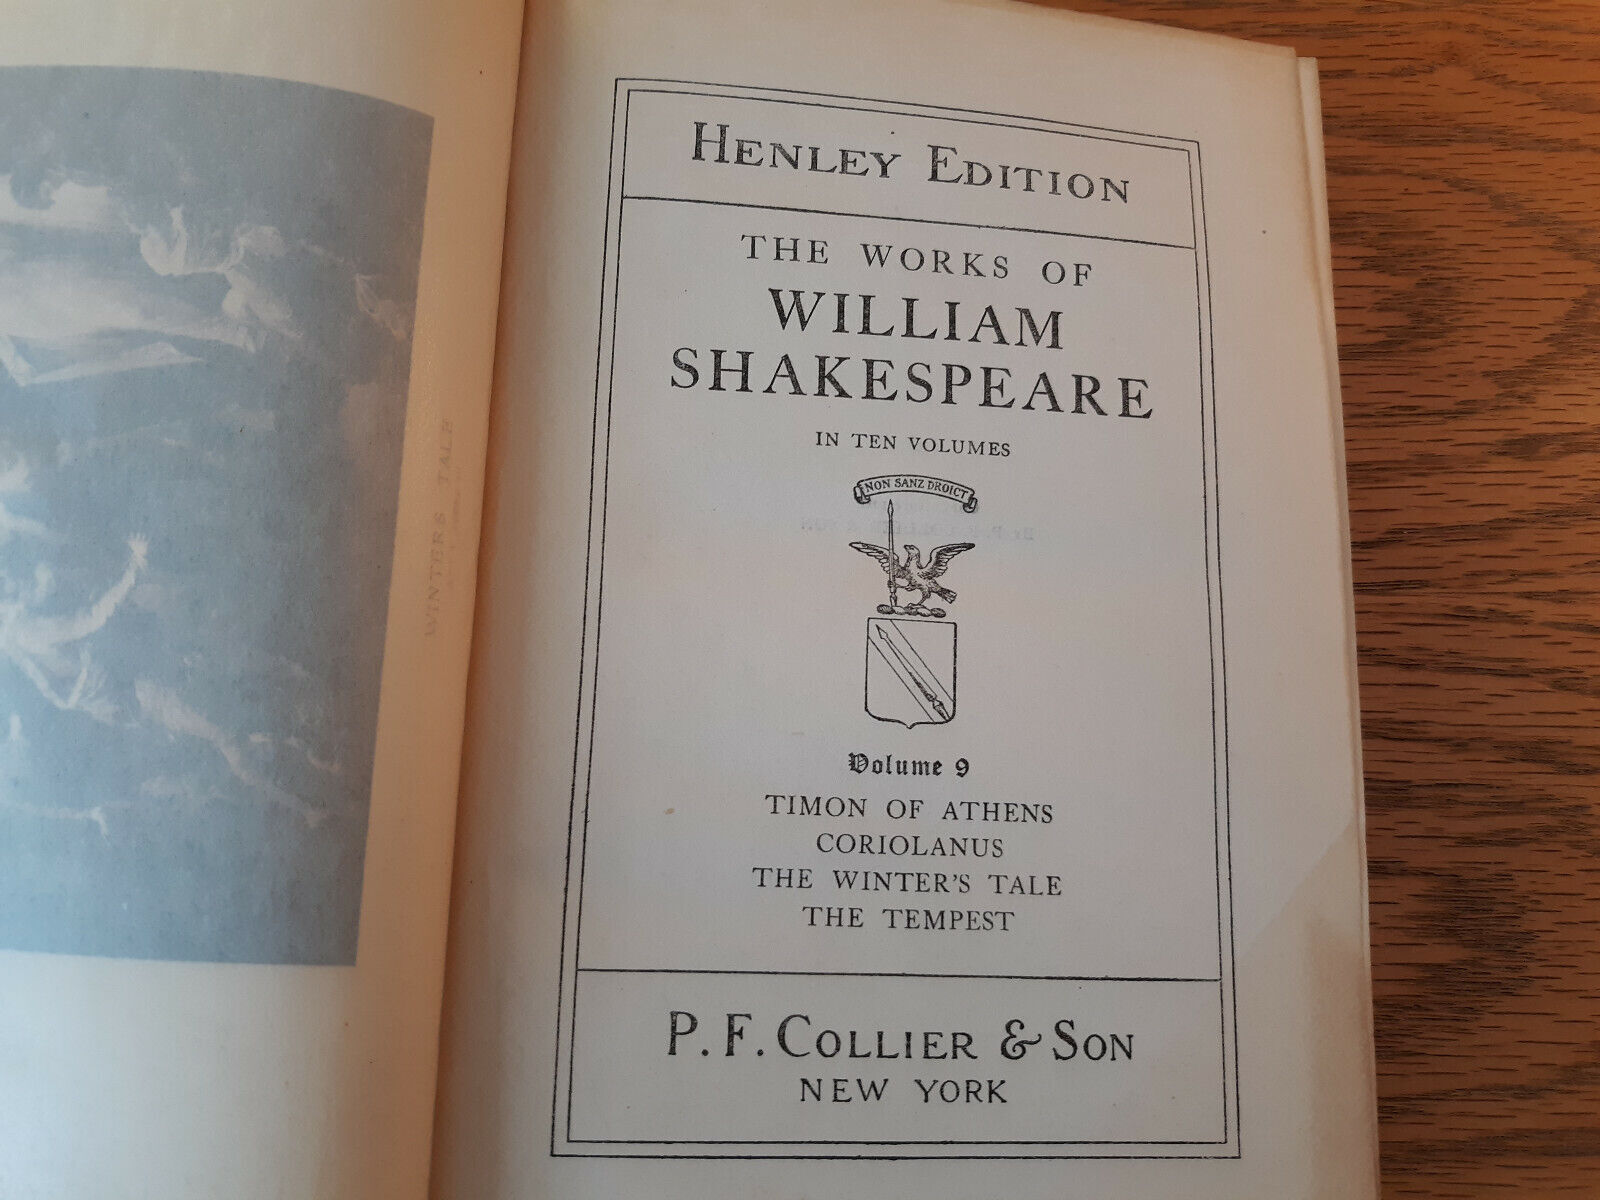 WINTERS TALE
HENLEY EDITION
THE WORKS OF
WILLIAM
SHAKESPEARE
IN TEN VOLUMES
NON SANZ DROICT
Volume 9
TIMON OF ATHENS
CORIOLANUS
THE WINTER'S TALE
THE TEMPEST
P. F. COLLIER & SON
NEW YORK